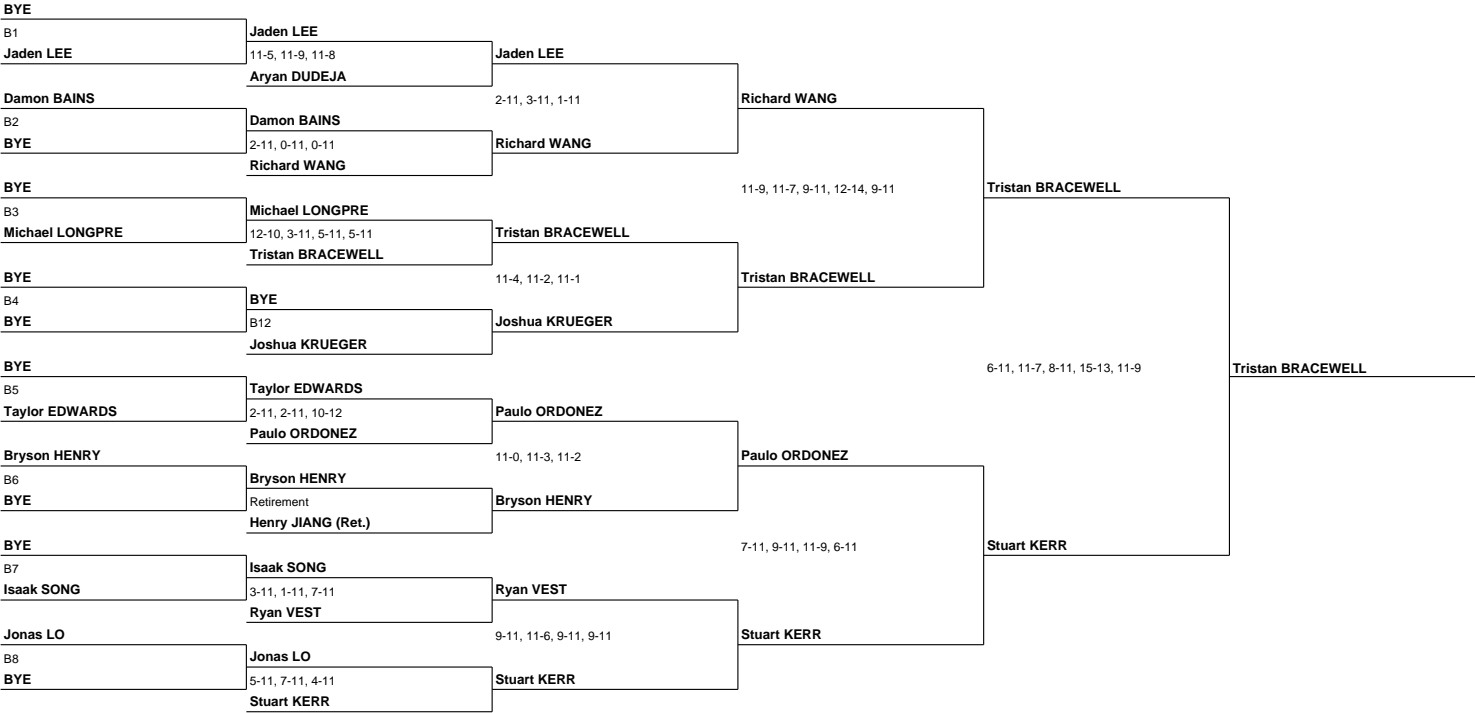 BYE
B1
Jaden LEE
Damon BAINS
B2
BYE
BYE
B3
Michael LONGPRE
BYE
B4
BYE
BYE
B5
Taylor EDWARDS
Bryson HENRY
B6
BYE
BYE
B7
Isaak SONG
Jonas LO
B8
BYE
Jaden LEE
11-5, 11-9, 11-8
Aryan DUDEJA
Damon BAINS
2-11, 0-11, 0-11
Richard WANG
Michael LONGPRE
12-10, 3-11, 5-11, 5-11
Tristan BRACEWELL
BYE
B12
Joshua KRUEGER
Taylor EDWARDS
2-11, 2-11, 10-12
Paulo ORDONEZ
Bryson HENRY
Retirement
Henry JIANG (Ret.)
Isaak SONG
3-11, 1-11, 7-11
Ryan VEST
Jonas LO
5-11, 7-11, 4-11
Stuart KERR
Jaden LEE
2-11, 3-11, 1-11
Richard WANG
Tristan BRACEWELL
11-4, 11-2, 11-1
Joshua KRUEGER
Paulo ORDONEZ
11-0, 11-3, 11-2
Bryson HENRY
Ryan VEST
9-11, 11-6, 9-11, 9-11
Stuart KERR
Richard WANG
11-9, 11-7, 9-11, 12-14, 9-11
Tristan BRACEWELL
Paulo ORDONEZ
7-11, 9-11, 11-9, 6-11
Stuart KERR
Tristan BRACEWELL
6-11, 11-7, 8-11, 15-13, 11-9
Stuart KERR
Tristan BRACEWELL